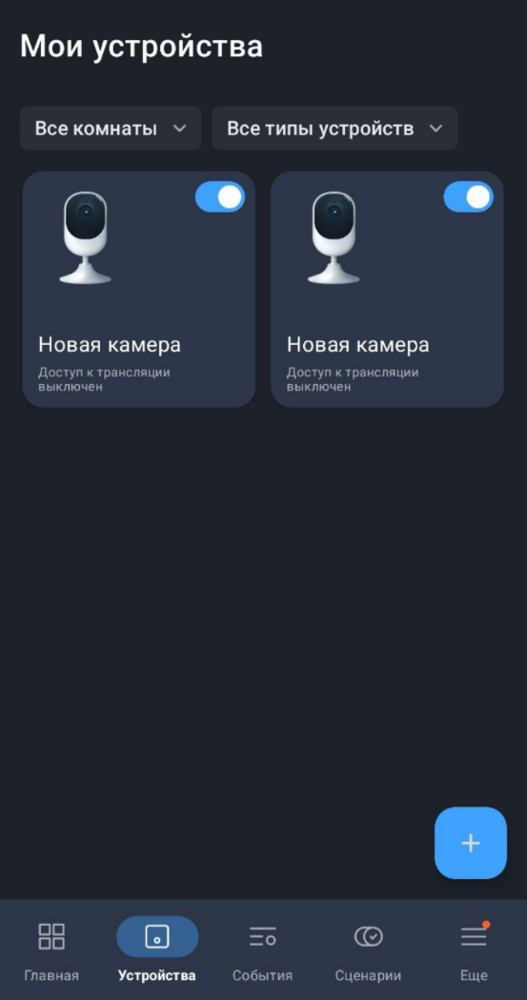 Мои устройства
Все комнаты
Все типы устройств
Новая камера
Доступ к трансляции
выключен
Новая камера
Доступ к трансляции
выключен
+
Главная
Устройства
События
Сценарии
Еще